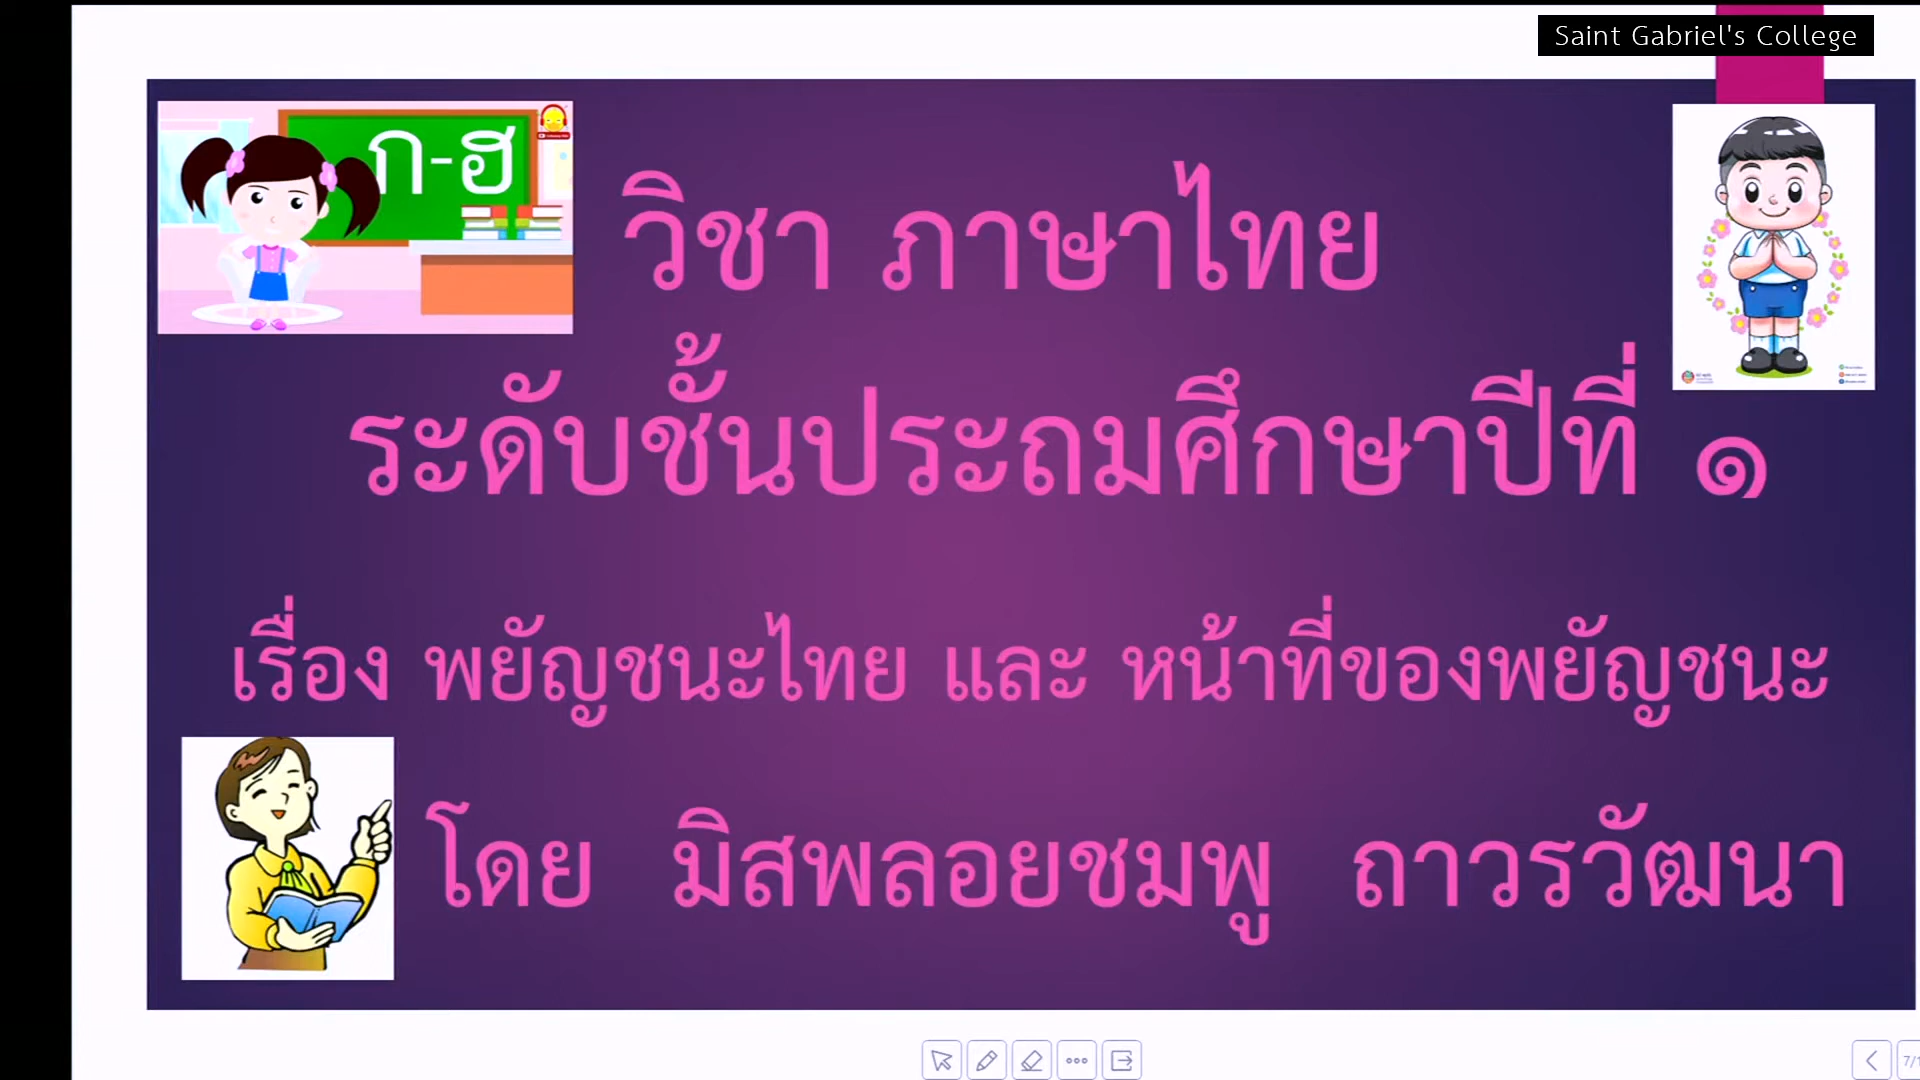 Saint Gabriel's College
ก-ฮ
วิชา ภาษาไทย
ระดับชั้นประถมศึกษาปีที่ ๑
เรื่อง พยัญชนะไทย และ หน้าที่ของพยัญชนะ
โดย มิสพลอยชมพู ถาวรวัฒนา